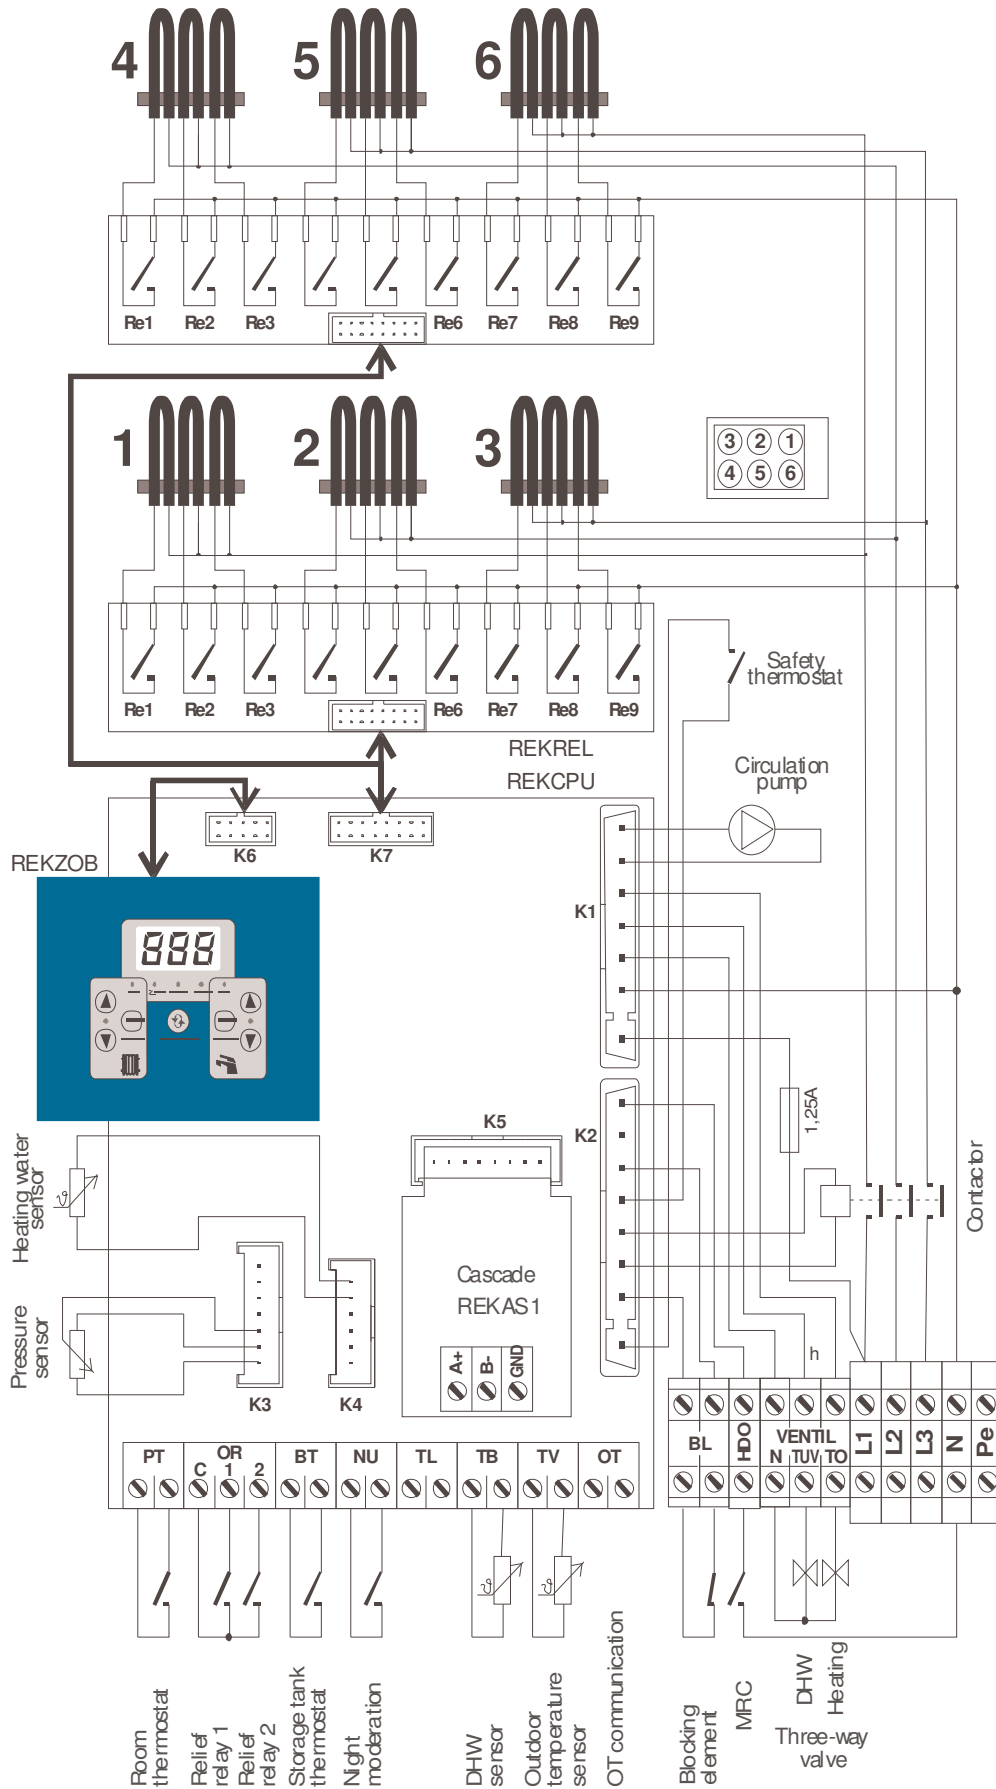 4 5 6
Re1 Re2 Re3 Re6 Re7 Re8 Re9
1 2 3
3 2 1
4 5 6
Re1 Re2 Re3 Re6 Re7 Re8 Re9
Safety
thermostat
REKREL
REKCPU
Circulation
pump
K6
K7
REKZOB
K1
888
K5
K2
1,25A
Contactor
Heating water
sensor
Pressure
sensor
Cascade
REKAS1
A+
B-
GND
K3
K4
h
BL
HDO
VENTIL
N TUV TO
L1
L2
L3
N
Pe
PT
OR
C 1 2
BT
NU
TL
TB
TV
OT
Room
thermostat
Relief
relay 1
Relief
relay 2
Storage tank
thermostat
Night
moderation
DHW
sensor
Outdoor
temperature
sensor
OT communication
Blocking
element
MRC
DHW
Heating
Three-way
valve